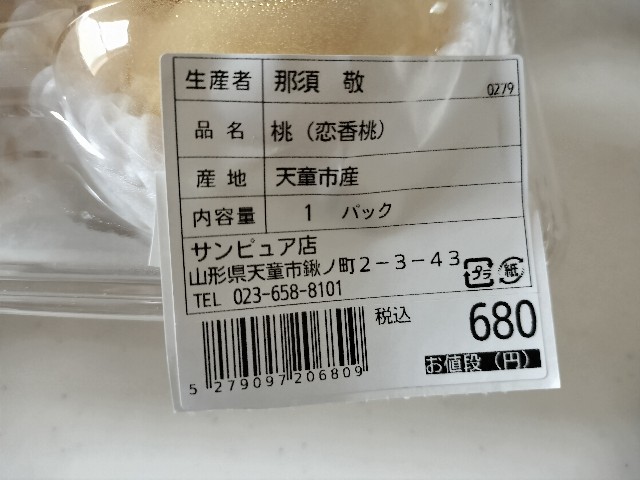 生産者 那須 敬 0279
品名 桃（恋香桃）
産地 天童市産
内容量 1 パック
サンピュア店
山形県天童市鍬ノ町2-3-43 プラ 紙
TEL 023-658-8101
税込 680
お値段（円）
5 279097 206809